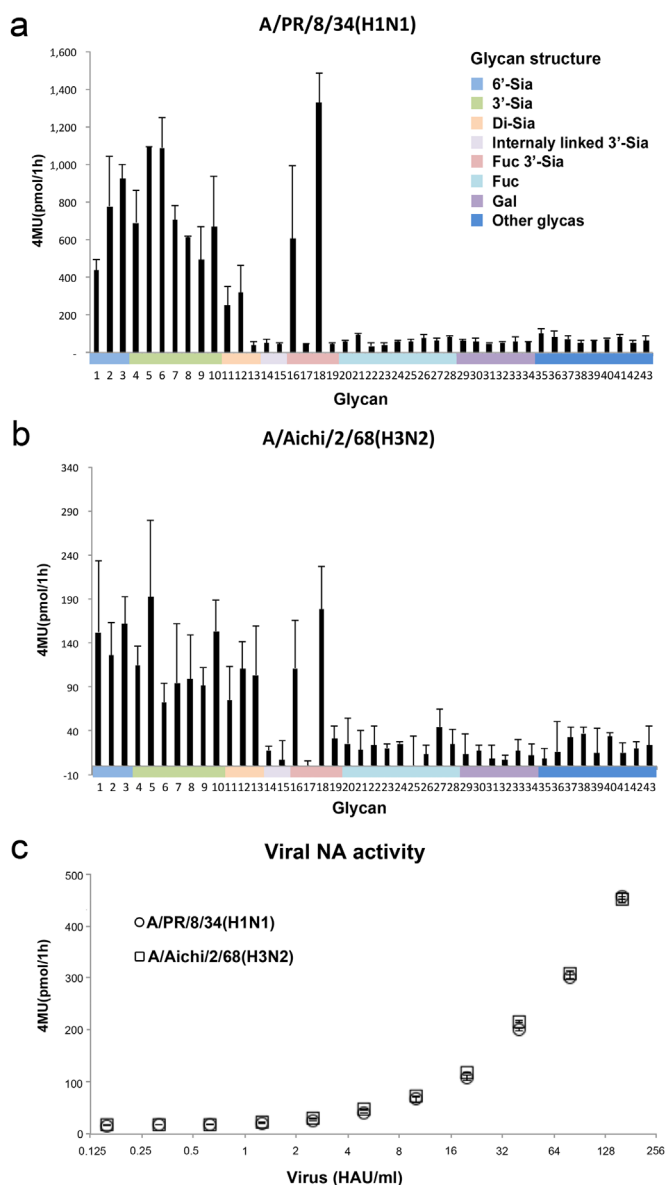 a
A/PR/8/34(H1N1)
1,600
1,400
1,200
1,000
800
600
400
200
-
4MU(pmol/1h)
Glycan structure
6’-Sia
3’-Sia
Di-Sia
Internaly linked 3’-Sia
Fuc 3’-Sia
Fuc
Gal
Other glycas
1 2 3 4 5 6 7 8 9 10 11 12 13 14 15 16 17 18 19 20 21 22 23 24 25 26 27 28 29 30 31 32 33 34 35 36 37 38 39 40 41 42 43
Glycan
b
A/Aichi/2/68(H3N2)
340
290
240
190
140
90
40
-10
4MU(pmol/1h)
1 2 3 4 5 6 7 8 9 10 11 12 13 14 15 16 17 18 19 20 21 22 23 24 25 26 27 28 29 30 31 32 33 34 35 36 37 38 39 40 41 42 43
Glycan
c
Viral NA activity
500
400
300
200
100
0
4MU(pmol/1h)
A/PR/8/34(H1N1)
A/Aichi/2/68(H3N2)
0.125 0.25 0.5 1 2 4 8 16 32 64 128 256
Virus (HAU/ml)